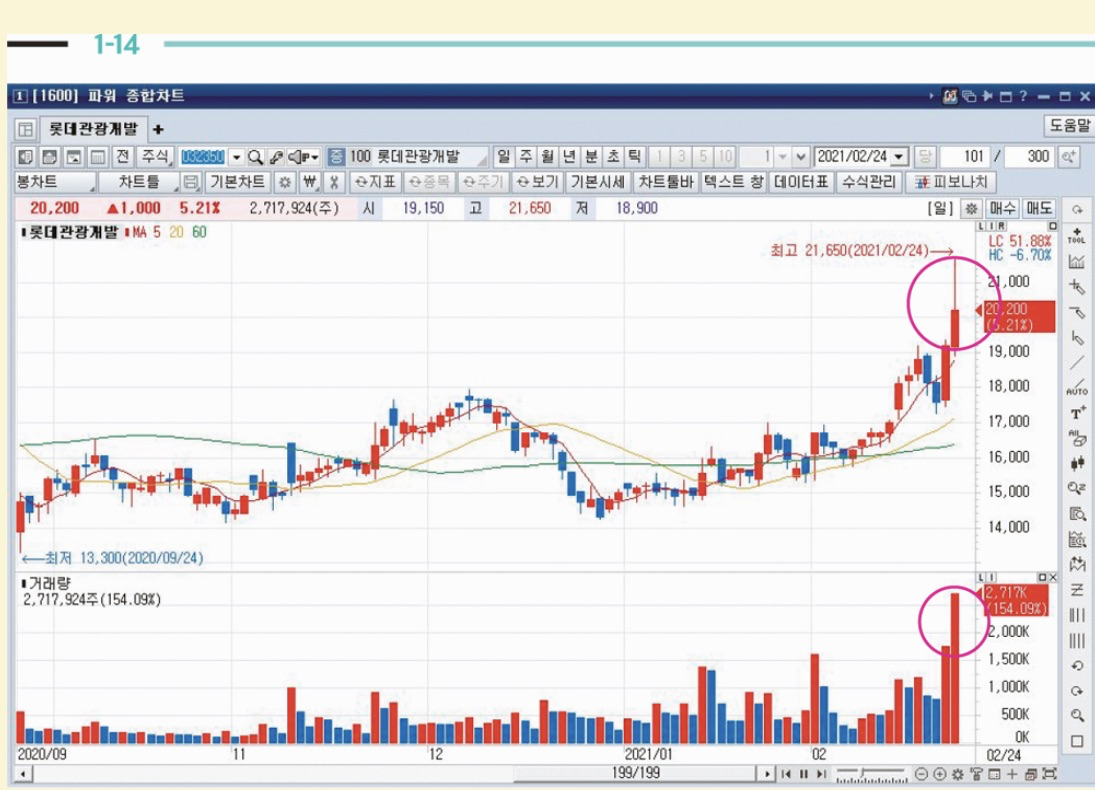 1-14
1 [1600] 파워 종합차트
롯데관광개발 +
도움말
전 주식 032350 증 100 롯데관광개발 일 주 월 년 분 초 틱 1 3 5 10 1 2021/02/24 당 101 / 300
봉차트 차트틀 기본차트 ₩ 지표 종목 주기 보기 기본시세 차트툴바 텍스트 창 데이터표 수식관리 피보나치
20,200 ▲1,000 5.21% 2,717,924(주) 시 19,150 고 21,650 저 18,900 [일] 매수 매도
롯데관광개발 MA 5 20 60
L I R
TOOL
최고 21,650(2021/02/24)→
LC 51.88%
HC -6.70%
21,000
20,200
(5.21%)
19,000
18,000
AUTO
17,000
16,000
15,000
14,000
←최저 13,300(2020/09/24)
거래량
L I
2,717,924주(154.09%)
2,717K
(154.09%)
2,000K
1,500K
1,000K
500K
0K
2020/09 11 12 2021/01 02 02/24
199/199